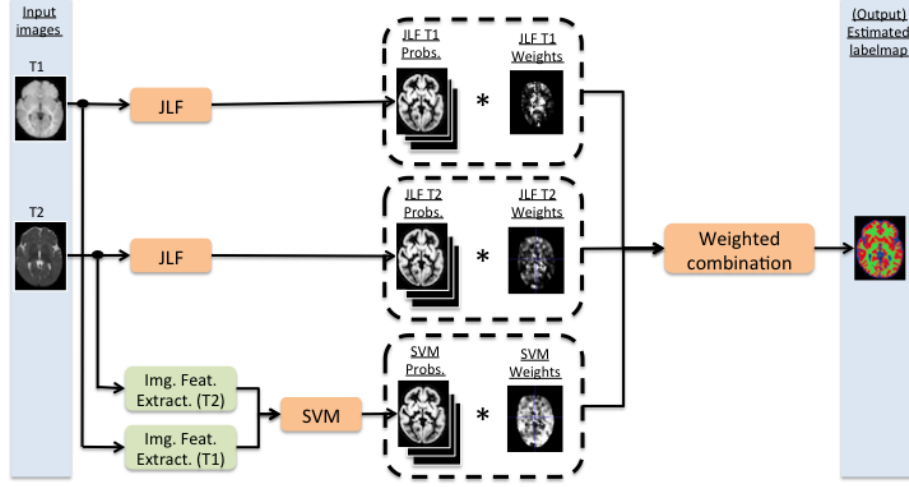 Input
images
T1
JLF
JLF T1
Probs.
*
JLF T1
Weights
T2
JLF
JLF T2
Probs.
*
JLF T2
Weights
Img. Feat.
Extract. (T2)
Img. Feat.
Extract. (T1)
SVM
SVM
Probs.
*
SVM
Weights
Weighted
combination
(Output)
Estimated
labelmap